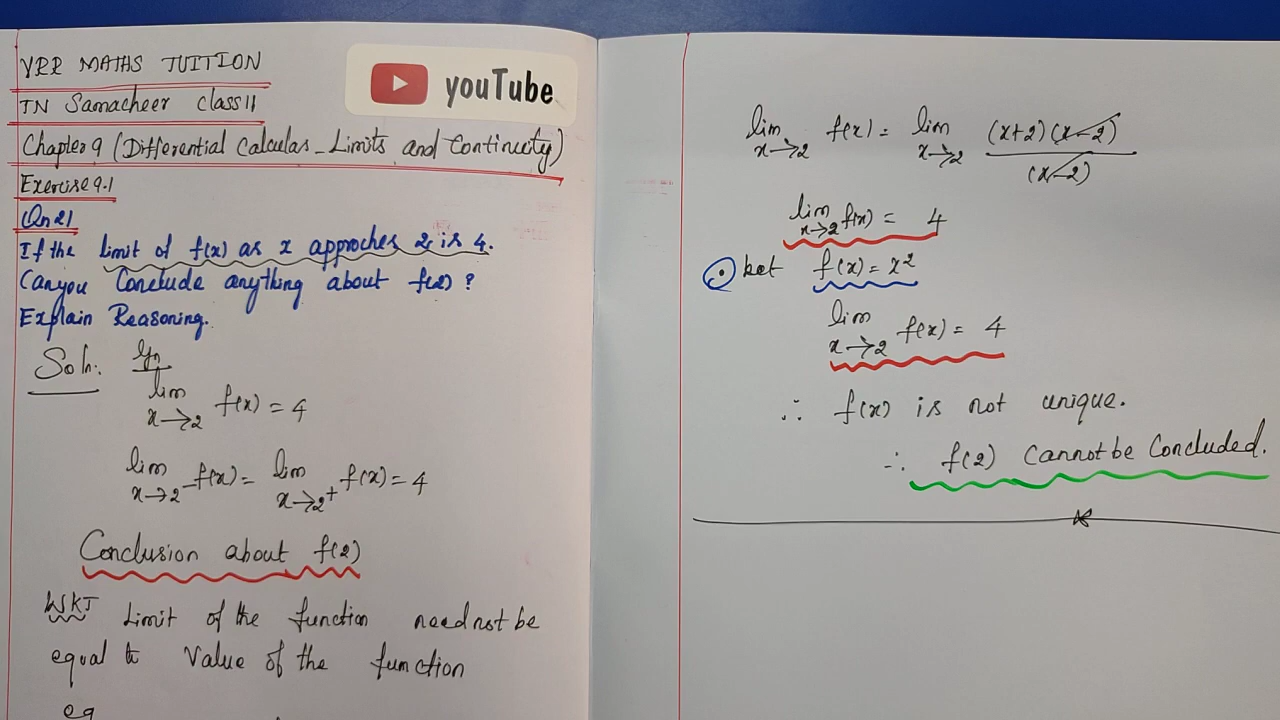 VRR MATHS TUITION
TN Samacheer Class 11
Chapter 9 (Differential Calculas - Limits and Continuity)
Exercise 9.1
Qn 21
If the limit of f(x) as x approches 2, is 4.
Can you Conclude anything about f(2) ?
Explain Reasoning.
Soln:
lim x→2 f(x) = 4
lim x→2⁻ f(x) = lim x→2⁺ f(x) = 4
Conclusion about f(2)
WKT Limit of the function need not be
equal to Value of the function
eg
youTube
lim x→2 f(x) = lim x→2 (x+2)(x-2) / (x-2)
lim x→2 f(x) = 4
Let f(x) = x²
lim x→2 f(x) = 4
∴ f(x) is not unique.
∴ f(2) Cannot be Concluded.